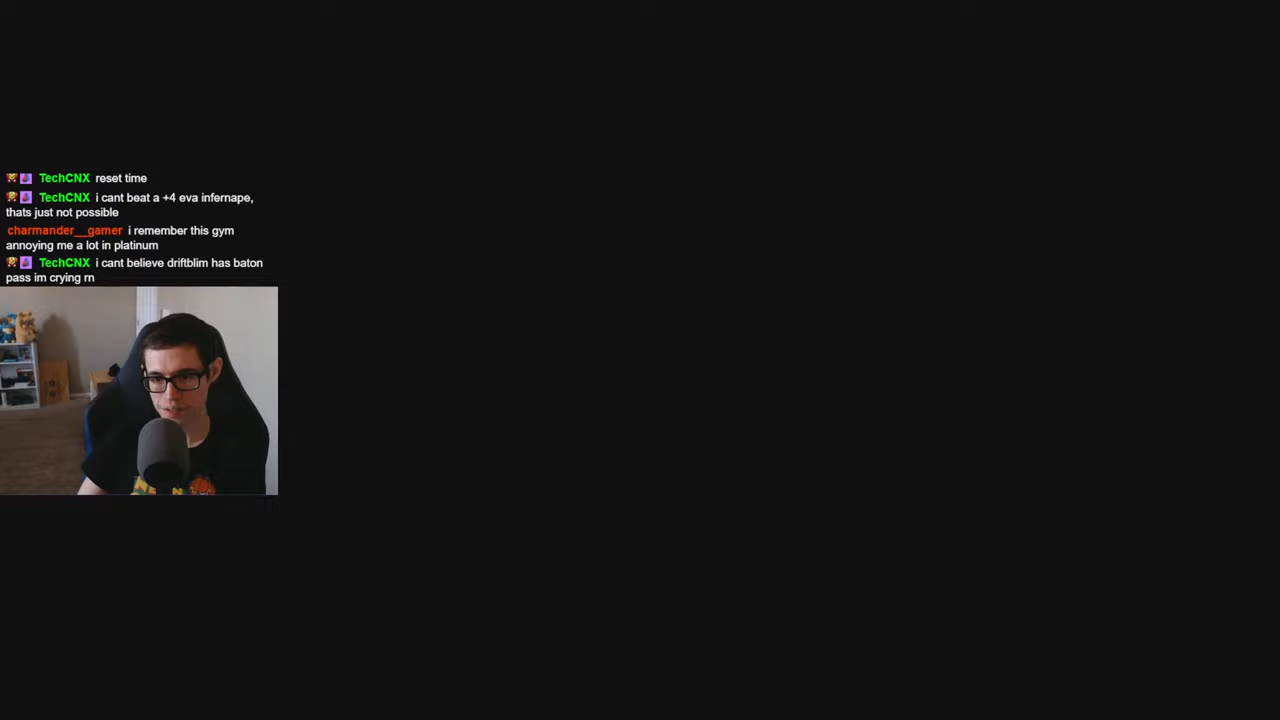 TechCNX reset time
TechCNX i cant beat a +4 eva infernape,
thats just not possible
charmander__gamer i remember this gym
annoying me a lot in platinum
TechCNX i cant believe driftblim has baton
pass im crying rn